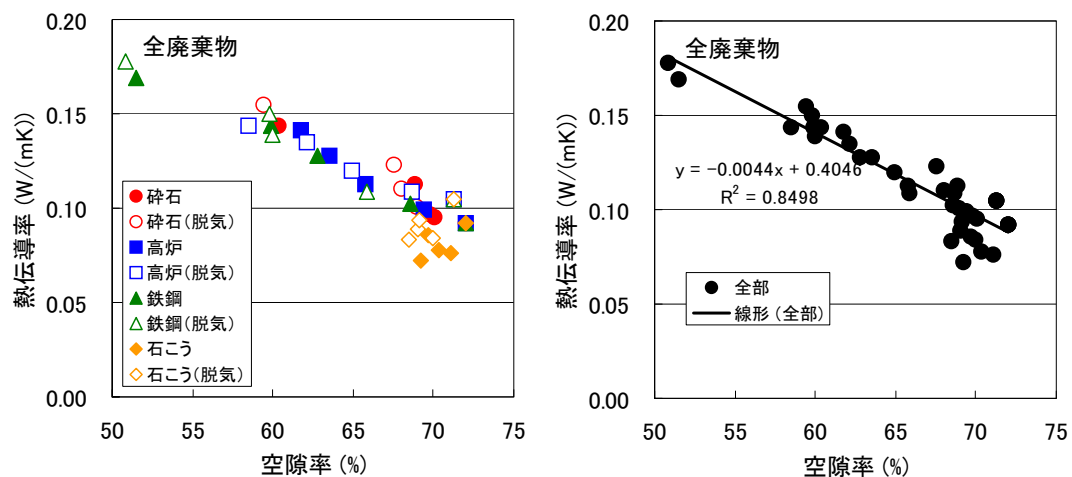 全廃棄物
熱伝導率 (W/(mK))
0.20
0.15
0.10
0.05
0.00
50
55
60
65
70
75
空隙率 (%)
砕石
砕石(脱気)
高炉
高炉(脱気)
鉄鋼
鉄鋼(脱気)
石こう
石こう(脱気)
全廃棄物
熱伝導率 (W/(mK))
0.20
0.15
0.10
0.05
0.00
50
55
60
65
70
75
空隙率 (%)
y = −0.0044x + 0.4046
R² = 0.8498
全部
線形 (全部)